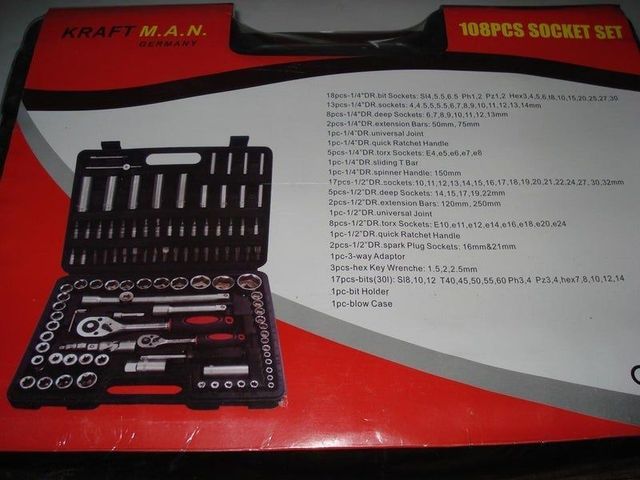 KRAFT M.A.N.
GERMANY
108PCS SOCKET SET
18pcs-1/4"DR.bit Sockets: Sl4,5.5,6.5 Ph1,2 Pz1,2 Hex3,4,5,6,t8,10,15,20,25,27,30
13pcs-1/4"DR.sockets: 4,4.5,5,5.5,6,7,8,9,10,11,12,13,14mm
8pcs-1/4"DR.deep Sockets: 6,7,8,9,10,11,12,13mm
2pcs-1/4"DR.extension Bars: 50mm, 75mm
1pc-1/4"DR.universal Joint
1pc-1/4"DR.quick Ratchet Handle
5pcs-1/4"DR.torx Sockets: E4,e5,e6,e7,e8
1pc-1/4"DR.sliding T Bar
1pc-1/4"DR.spinner Handle: 150mm
17pcs-1/2"DR.sockets:10,11,12,13,14,15,16,17,18,19,20,21,22,24,27,30,32mm
5pcs-1/2"DR.deep Sockets: 14,15,17,19,22mm
2pcs-1/2"DR.extension Bars: 120mm, 250mm
1pc-1/2"DR.universal Joint
8pcs-1/2"DR.torx Sockets: E10,e11,e12,e14,e16,e18,e20,e24
1pc-1/2"DR.quick Ratchet Handle
2pcs-1/2"DR.spark Plug Sockets: 16mm&21mm
1pc-3-way Adaptor
3pcs-hex Key Wrenche: 1.5,2,2.5mm
17pcs-bits(30l): Sl8,10,12 T40,45,50,55,60 Ph3,4 Pz3,4,hex7,8,10,12,14
1pc-bit Holder
1pc-blow Case